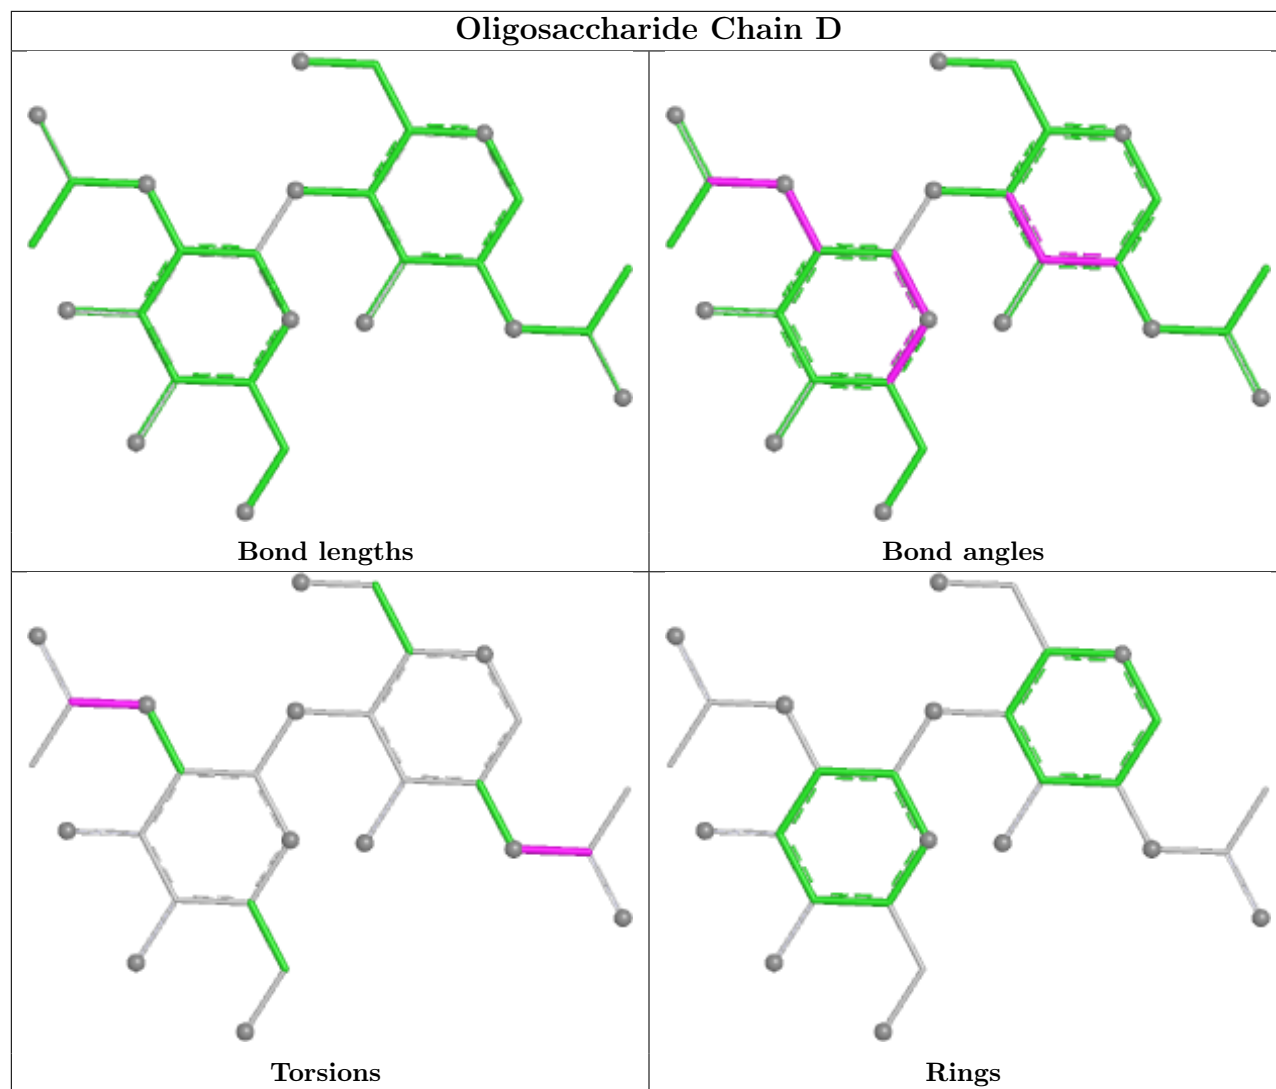 Oligosaccharide Chain D
Bond lengths
Bond angles
Torsions
Rings